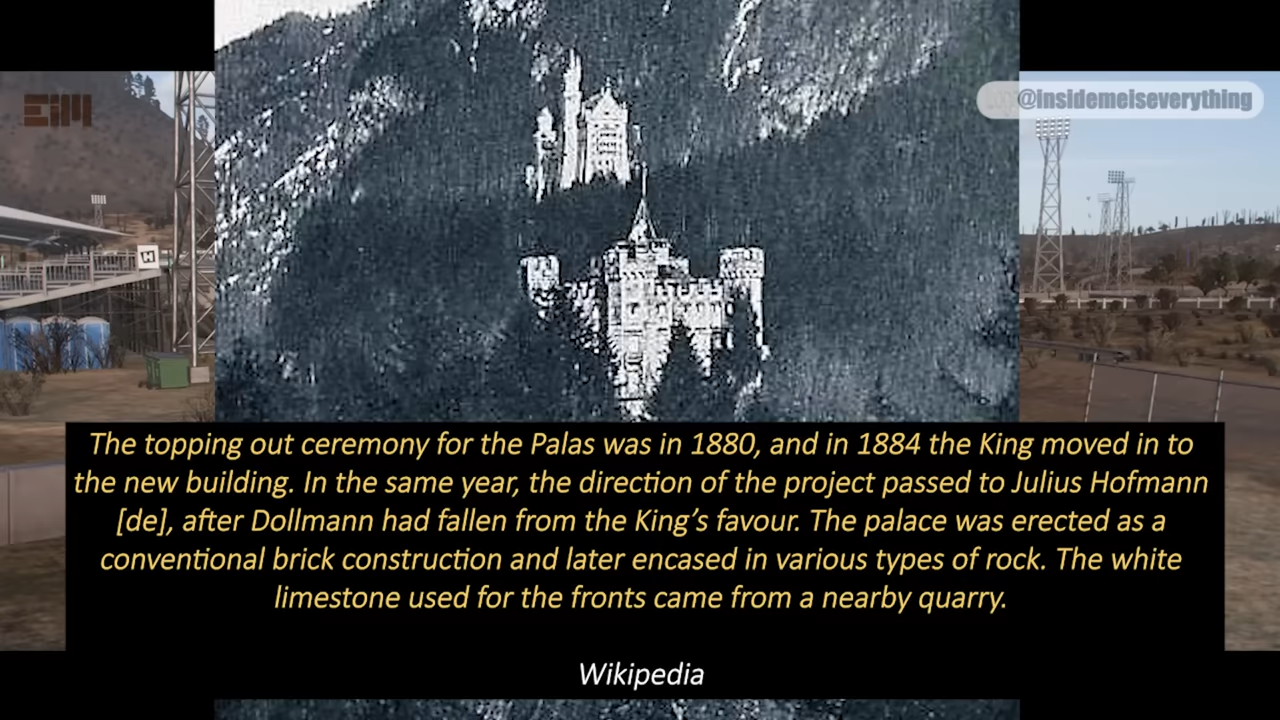 EiM
@insidemeiseverything
H
The topping out ceremony for the Palas was in 1880, and in 1884 the King moved in to
the new building. In the same year, the direction of the project passed to Julius Hofmann
[de], after Dollmann had fallen from the King’s favour. The palace was erected as a
conventional brick construction and later encased in various types of rock. The white
limestone used for the fronts came from a nearby quarry.
Wikipedia